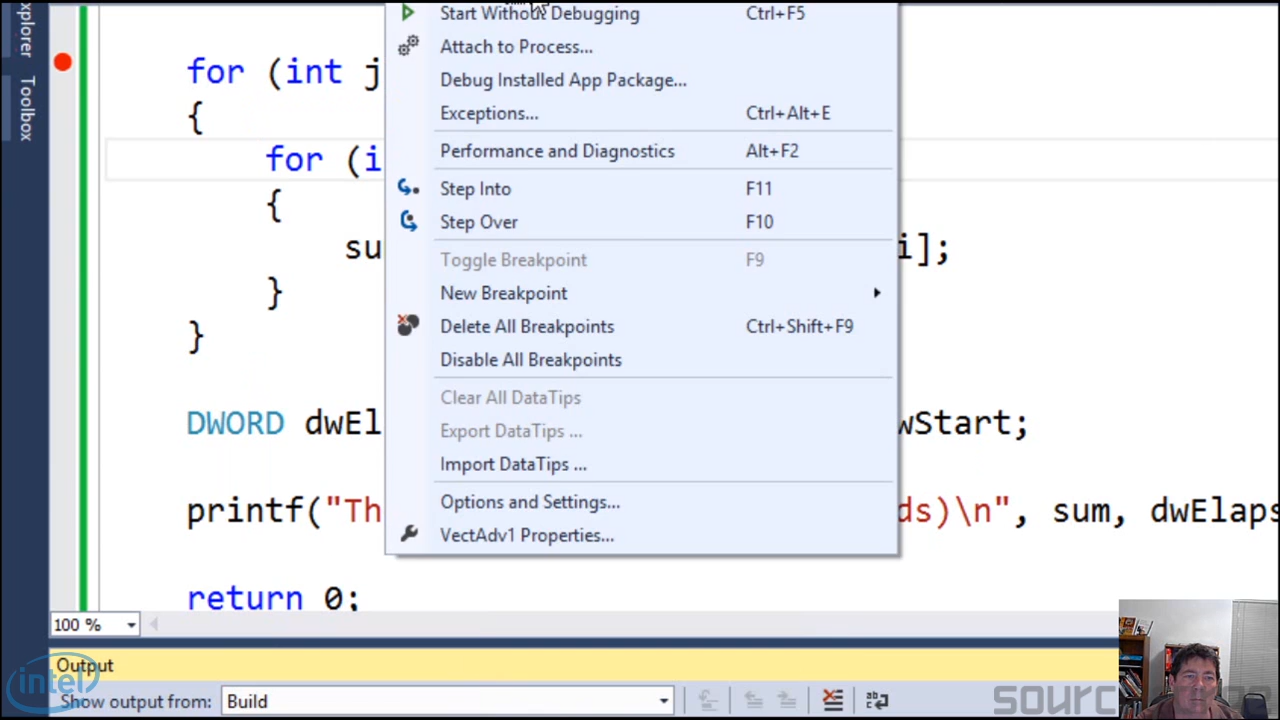 Explorer
Toolbox
Start Without Debugging Ctrl+F5
Attach to Process...
Debug Installed App Package...
Exceptions... Ctrl+Alt+E
Performance and Diagnostics Alt+F2
Step Into F11
Step Over F10
Toggle Breakpoint F9
New Breakpoint
Delete All Breakpoints Ctrl+Shift+F9
Disable All Breakpoints
Clear All DataTips
Export DataTips ...
Import DataTips ...
Options and Settings...
VectAdv1 Properties...
for (int j
{
for (i
{
su i];
}
}
DWORD dwEl wStart;
printf("Th ds)\n", sum, dwElaps
return 0;
100 %
Output
Show output from: Build
intel